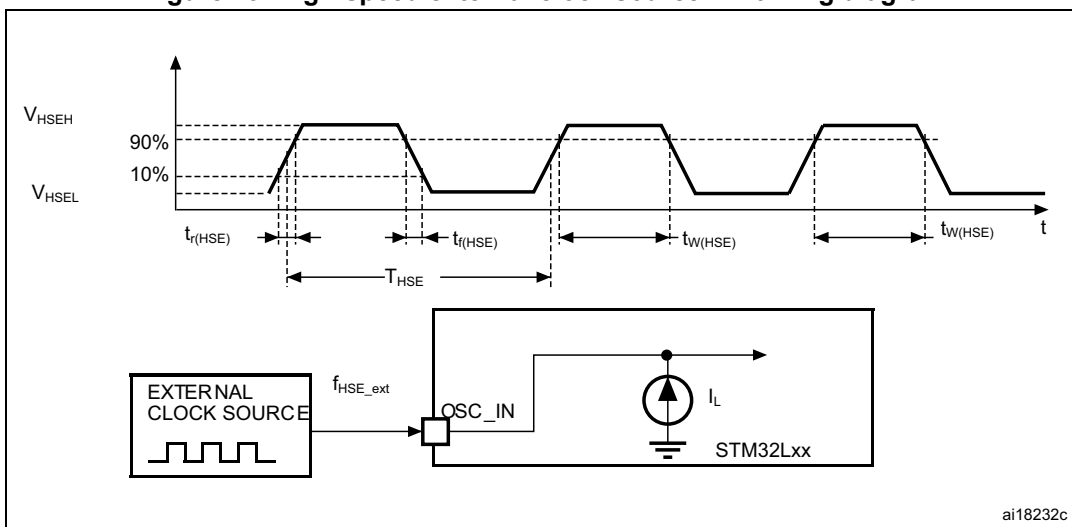 V_HSEH
90%
10%
V_HSEL
t_r(HSE)
t_f(HSE)
t_W(HSE)
t_W(HSE)
t
T_HSE
EXTERNAL
CLOCK SOURCE
f_HSE_ext
OSC_IN
I_L
STM32Lxx
ai18232c